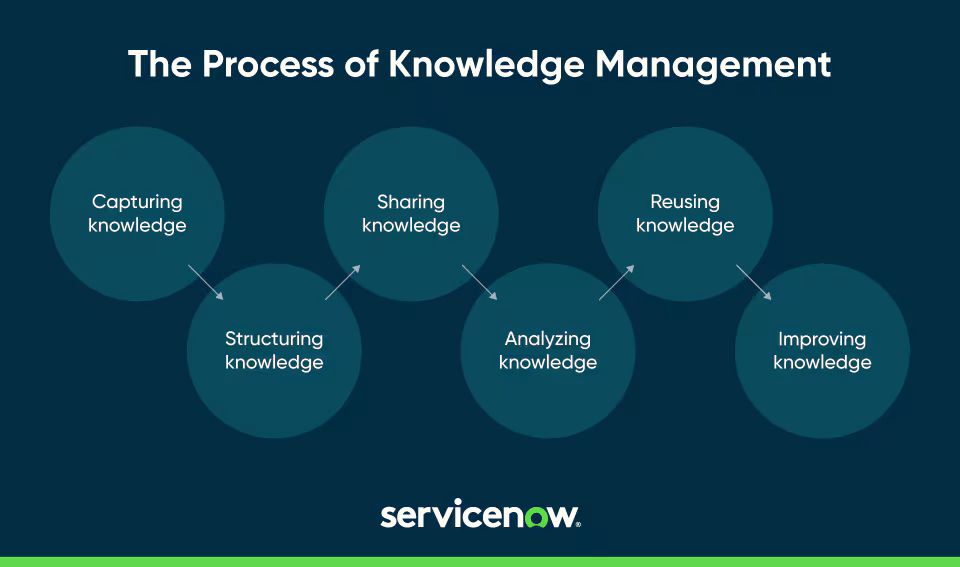 The Process of Knowledge Management
Capturing
knowledge
Structuring
knowledge
Sharing
knowledge
Analyzing
knowledge
Reusing
knowledge
Improving
knowledge
servicenow®